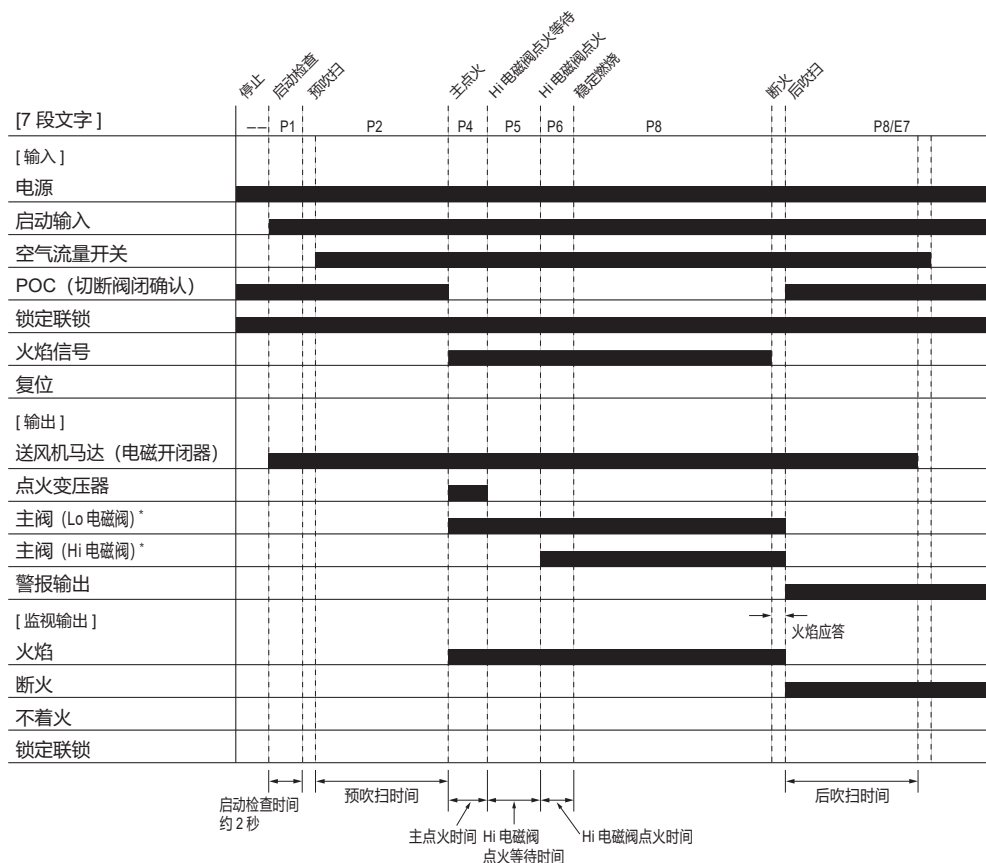 停止
启动检查
预吹扫
主点火
Hi 电磁阀点火等待
Hi 电磁阀点火
稳定燃烧
断火
后吹扫
[7 段文字 ]
––
P1
P2
P4
P5
P6
P8
P8/E7
[ 输入 ]
电源
启动输入
空气流量开关
POC（切断阀闭确认）
锁定联锁
火焰信号
复位
[ 输出 ]
送风机马达（电磁开闭器）
点火变压器
主阀 (Lo 电磁阀) *
主阀 (Hi 电磁阀) *
警报输出
[ 监视输出 ]
火焰应答
火焰
断火
不着火
锁定联锁
启动检查时间
约 2 秒
预吹扫时间
主点火时间
Hi 电磁阀
点火等待时间
Hi 电磁阀点火时间
后吹扫时间